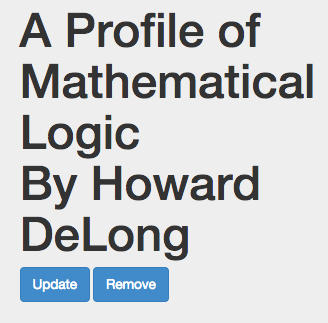 A Profile of
Mathematical
Logic
By Howard
DeLong
Update Remove